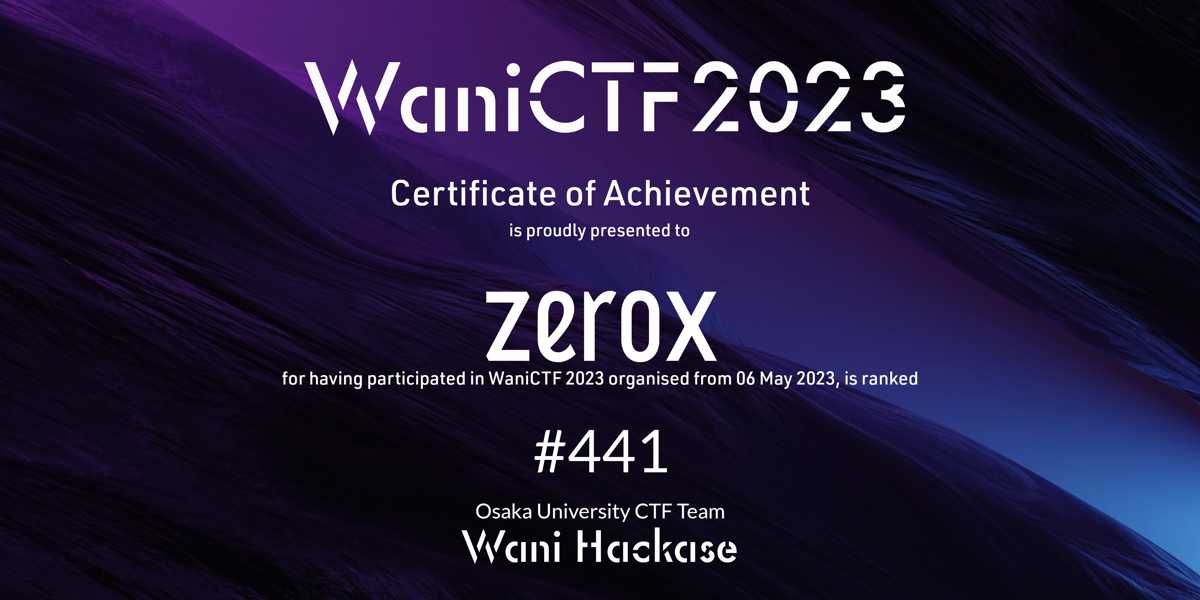 WaniCTF2023
Certificate of Achievement
is proudly presented to
zerox
for having participated in WaniCTF 2023 organised from 06 May 2023, is ranked
#441
Osaka University CTF Team
Wani Hackase